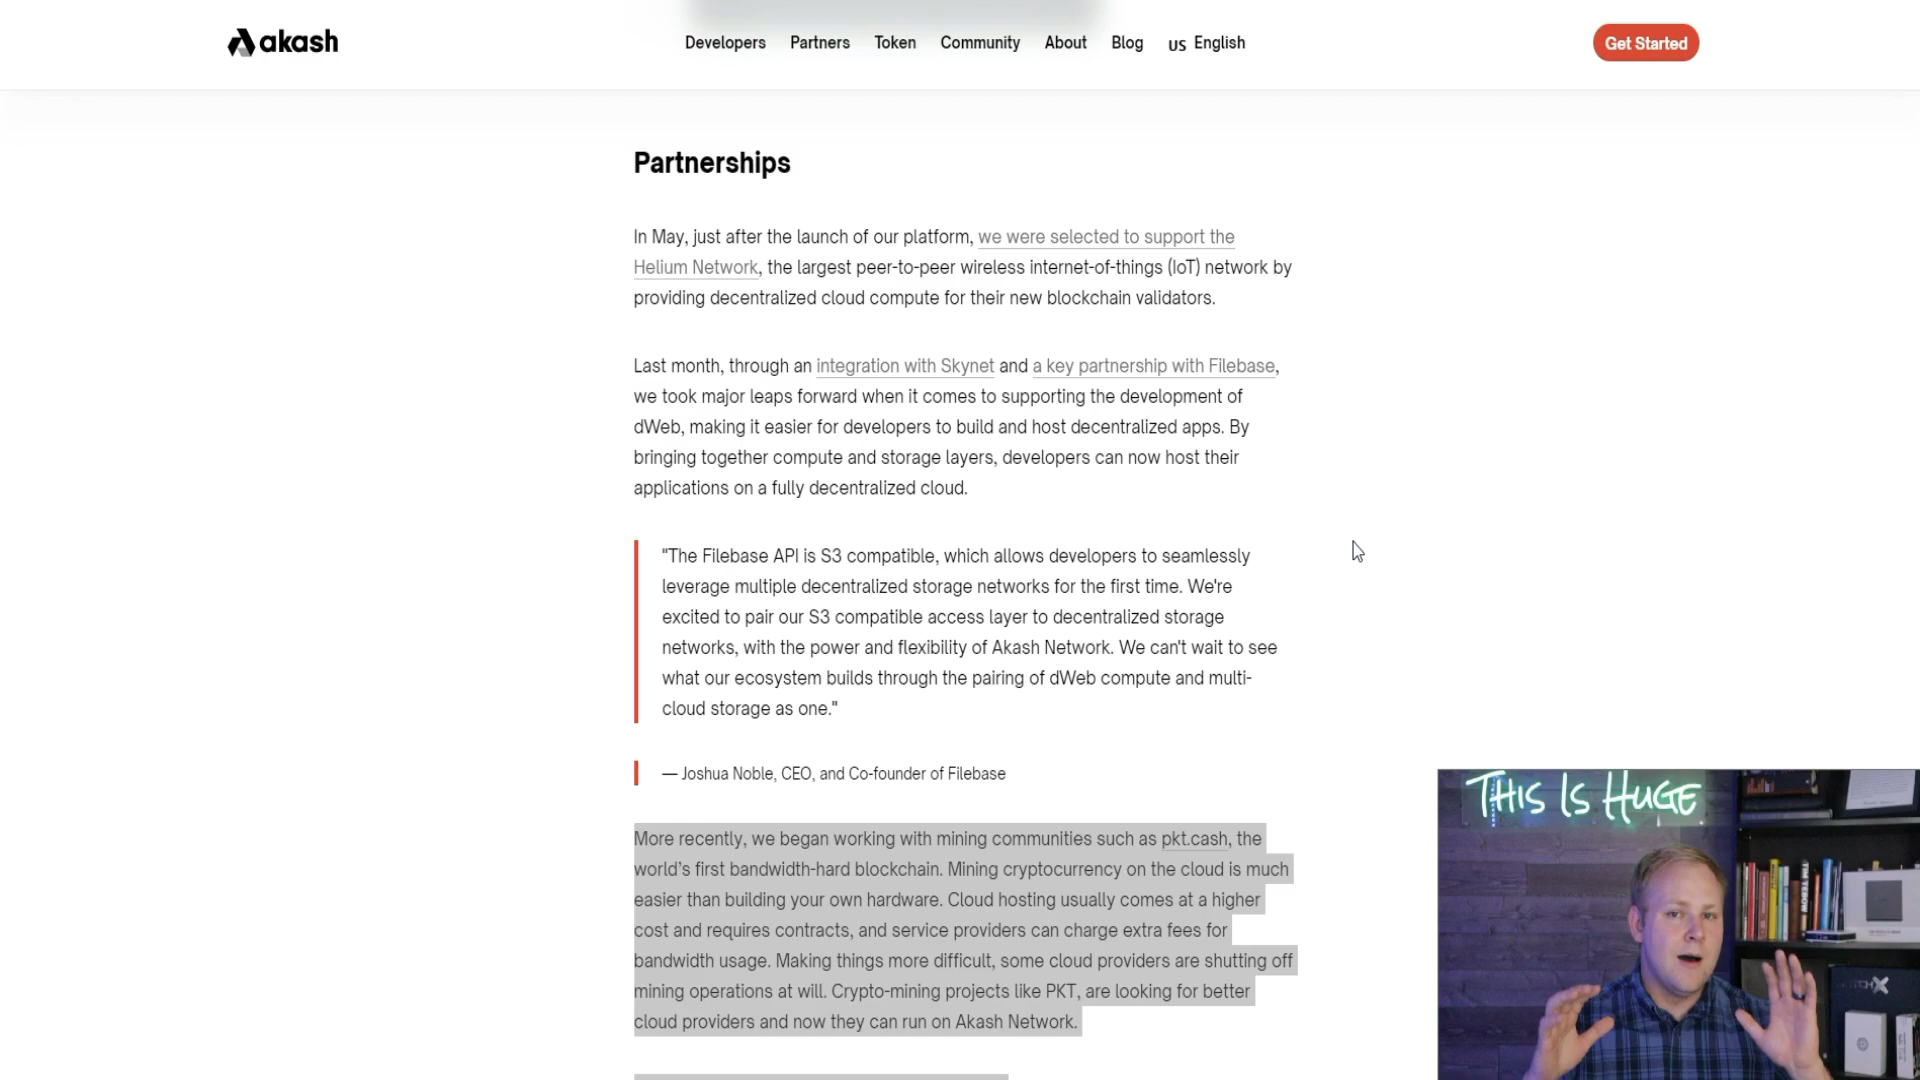 akash
Developers
Partners
Token
Community
About
Blog
US English
Get Started
Partnerships
In May, just after the launch of our platform, we were selected to support the
Helium Network, the largest peer-to-peer wireless internet-of-things (IoT) network by
providing decentralized cloud compute for their new blockchain validators.
Last month, through an integration with Skynet and a key partnership with Filebase,
we took major leaps forward when it comes to supporting the development of
dWeb, making it easier for developers to build and host decentralized apps. By
bringing together compute and storage layers, developers can now host their
applications on a fully decentralized cloud.
"The Filebase API is S3 compatible, which allows developers to seamlessly
leverage multiple decentralized storage networks for the first time. We're
excited to pair our S3 compatible access layer to decentralized storage
networks, with the power and flexibility of Akash Network. We can't wait to see
what our ecosystem builds through the pairing of dWeb compute and multi-
cloud storage as one."
— Joshua Noble, CEO, and Co-founder of Filebase
More recently, we began working with mining communities such as pkt.cash, the
world’s first bandwidth-hard blockchain. Mining cryptocurrency on the cloud is much
easier than building your own hardware. Cloud hosting usually comes at a higher
cost and requires contracts, and service providers can charge extra fees for
bandwidth usage. Making things more difficult, some cloud providers are shutting off
mining operations at will. Crypto-mining projects like PKT, are looking for better
cloud providers and now they can run on Akash Network.
THIS IS HUGE